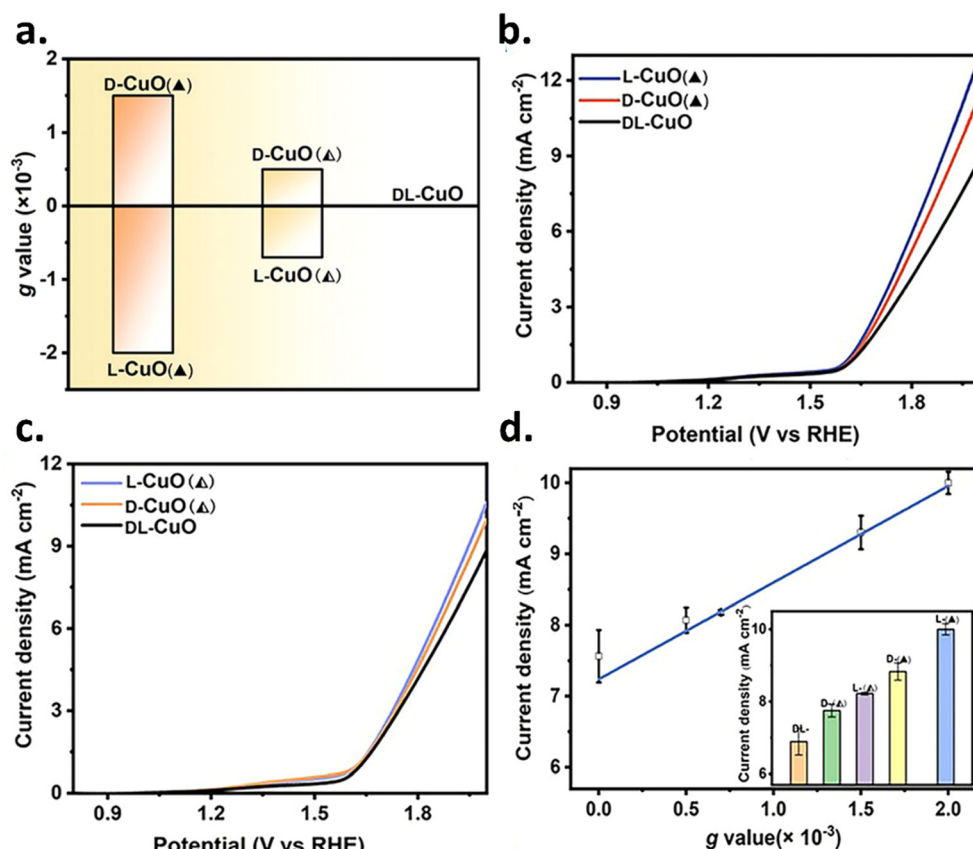 a.
2
1
0
-1
-2
g value (×10⁻³)
D-CuO(▲)
L-CuO(▲)
D-CuO(◭)
L-CuO(◭)
DL-CuO
b.
12
9
6
3
0
Current density (mA cm⁻²)
L-CuO(▲)
D-CuO(▲)
DL-CuO
0.9 1.2 1.5 1.8
Potential (V vs RHE)
c.
12
9
6
3
0
Current density (mA cm⁻²)
L-CuO(◭)
D-CuO(◭)
DL-CuO
0.9 1.2 1.5 1.8
Potential (V vs RHE)
d.
10
9
8
7
6
Current density (mA cm⁻²)
0.0 0.5 1.0 1.5 2.0
g value(× 10⁻³)
10
8
6
Current density (mA cm⁻²)
DL-
D-(◭)
L-(◭)
D-(▲)
L-(▲)